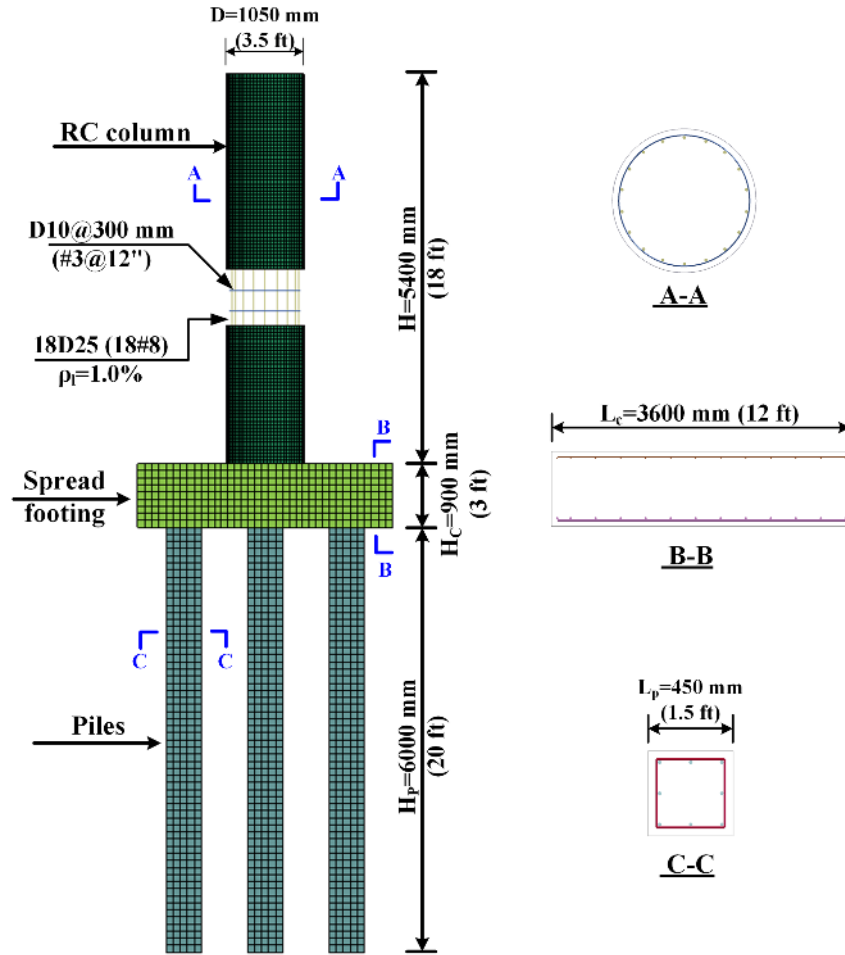 D=1050 mm
(3.5 ft)
RC column
A
A
D10@300 mm
(#3@12")
18D25 (18#8)
ρl=1.0%
H=5400 mm
(18 ft)
A-A
B
Spread
footing
HC=900 mm
(3 ft)
B
Lc=3600 mm (12 ft)
B-B
C
C
Piles
HP=6000 mm
(20 ft)
Lp=450 mm
(1.5 ft)
C-C